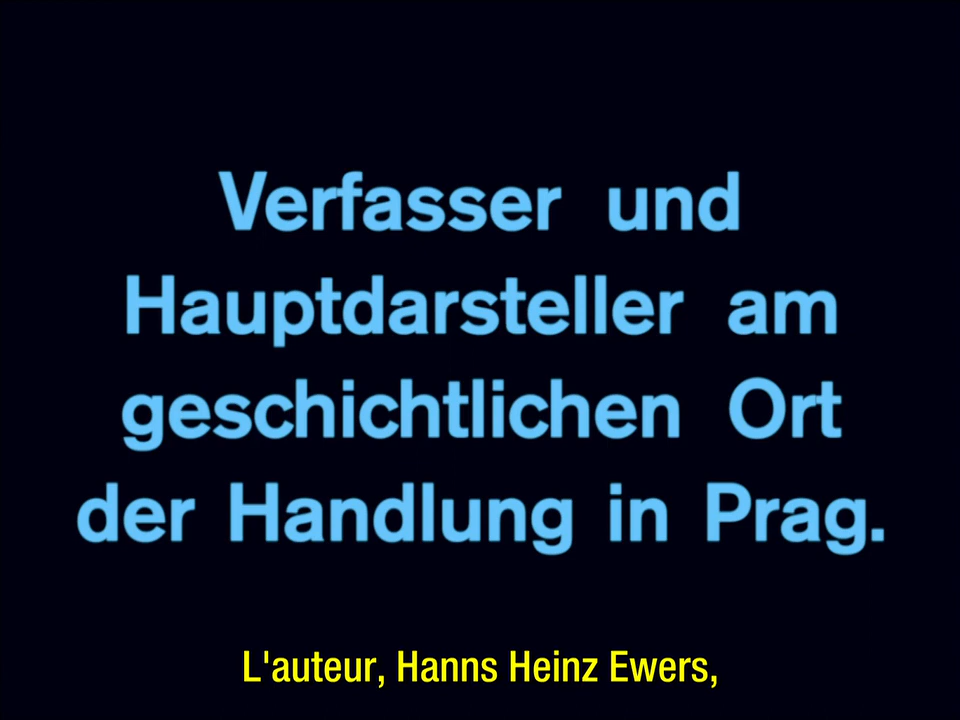 Verfasser und
Hauptdarsteller am
geschichtlichen Ort
der Handlung in Prag.
L'auteur, Hanns Heinz Ewers,